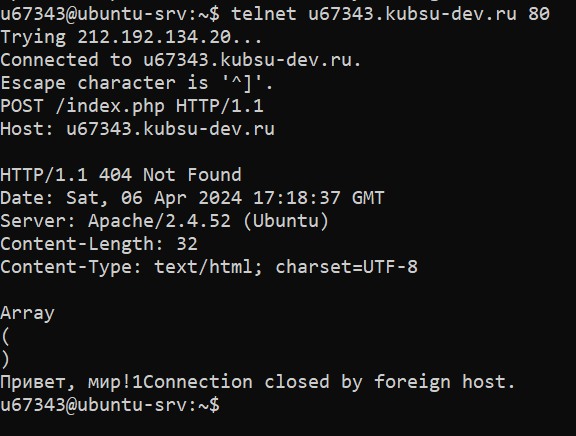 u67343@ubuntu-srv:~$ telnet u67343.kubsu-dev.ru 80
Trying 212.192.134.20...
Connected to u67343.kubsu-dev.ru.
Escape character is '^]'.
POST /index.php HTTP/1.1
Host: u67343.kubsu-dev.ru

HTTP/1.1 404 Not Found
Date: Sat, 06 Apr 2024 17:18:37 GMT
Server: Apache/2.4.52 (Ubuntu)
Content-Length: 32
Content-Type: text/html; charset=UTF-8

Array
(
)
Привет, мир!1Connection closed by foreign host.
u67343@ubuntu-srv:~$